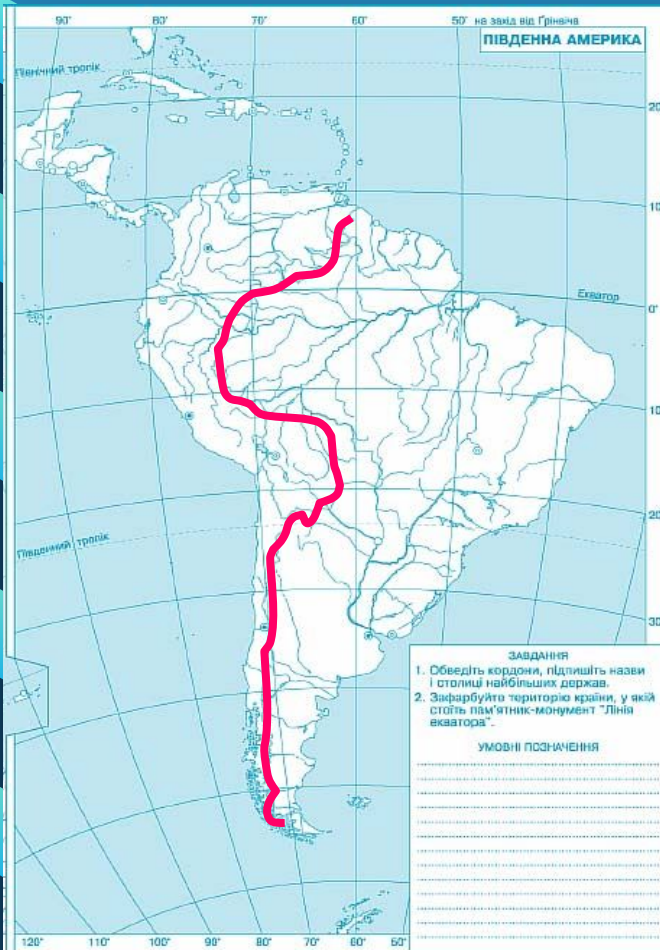 90° 80° 70° 60° 50° на захід від Ґрінвіча
ПІВДЕННА АМЕРИКА
Північний тропік
20
10
Екватор
0°
10
20
Південний тропік
30
ЗАВДАННЯ
1. Обведіть кордони, підпишіть назви
і столиці найбільших держав.
2. Зафарбуйте територію країни, у якій
стоїть пам'ятник-монумент "Лінія
екватора".
УМОВНІ ПОЗНАЧЕННЯ
120° 110° 100° 90° 80° 70° 60° 50°